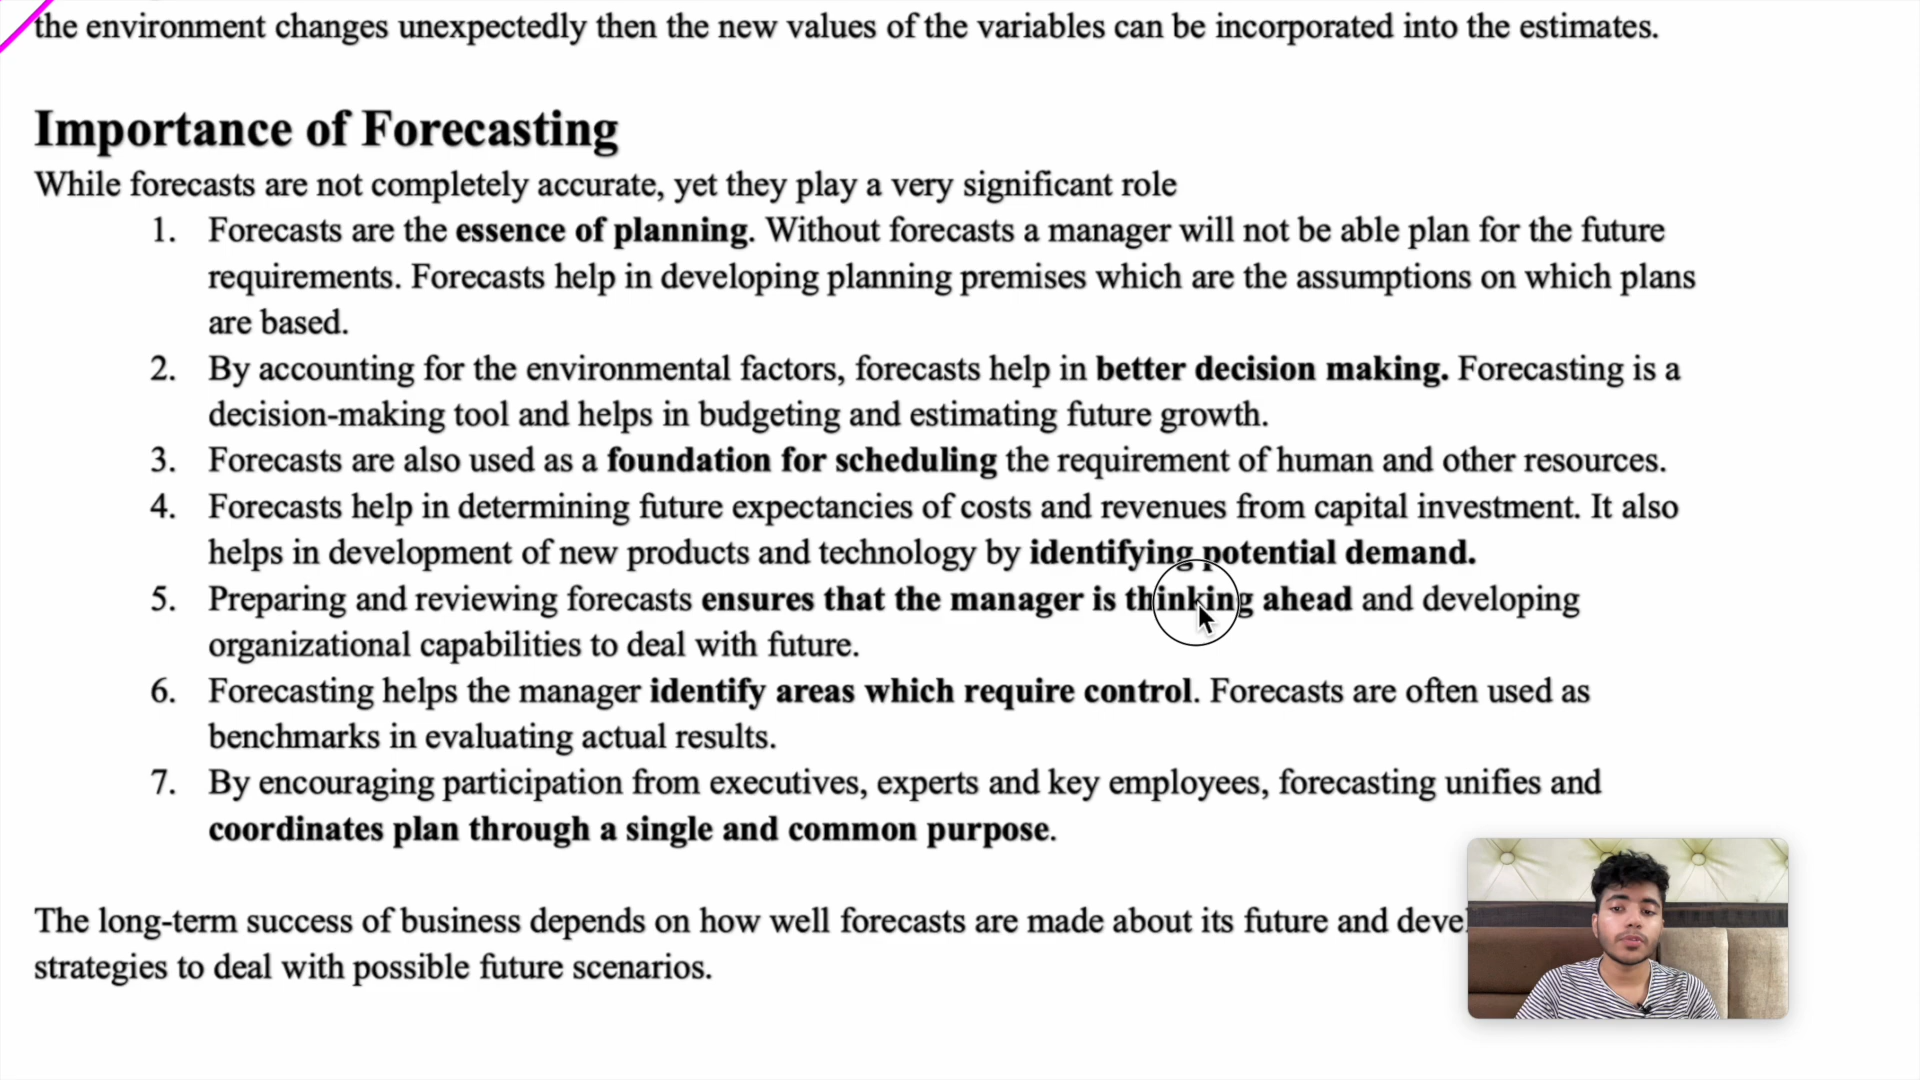 the environment changes unexpectedly then the new values of the variables can be incorporated into the estimates.
Importance of Forecasting
While forecasts are not completely accurate, yet they play a very significant role
1. Forecasts are the essence of planning. Without forecasts a manager will not be able plan for the future
requirements. Forecasts help in developing planning premises which are the assumptions on which plans
are based.
2. By accounting for the environmental factors, forecasts help in better decision making. Forecasting is a
decision-making tool and helps in budgeting and estimating future growth.
3. Forecasts are also used as a foundation for scheduling the requirement of human and other resources.
4. Forecasts help in determining future expectancies of costs and revenues from capital investment. It also
helps in development of new products and technology by identifying potential demand.
5. Preparing and reviewing forecasts ensures that the manager is thinking ahead and developing
organizational capabilities to deal with future.
6. Forecasting helps the manager identify areas which require control. Forecasts are often used as
benchmarks in evaluating actual results.
7. By encouraging participation from executives, experts and key employees, forecasting unifies and
coordinates plan through a single and common purpose.
The long-term success of business depends on how well forecasts are made about its future and
strategies to deal with possible future scenarios.